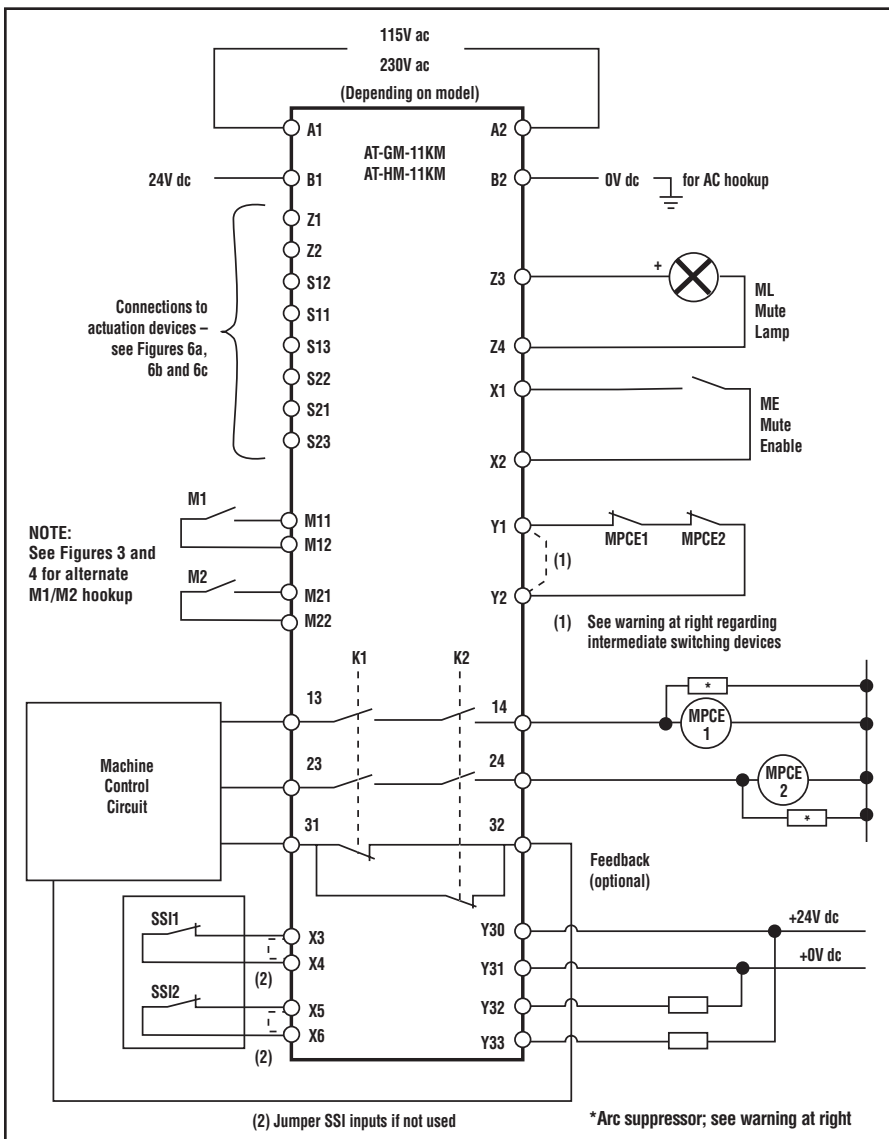 115V ac
230V ac
(Depending on model)
A1
A2
AT-GM-11KM
AT-HM-11KM
24V dc
B1
B2
0V dc
for AC hookup
Z1
Z2
S12
S11
S13
S22
S21
S23
Connections to
actuation devices –
see Figures 6a,
6b and 6c
Z3
+
Z4
ML
Mute
Lamp
X1
X2
ME
Mute
Enable
NOTE:
See Figures 3 and
4 for alternate
M1/M2 hookup
M1
M11
M12
M2
M21
M22
Y1
MPCE1
MPCE2
(1)
Y2
(1) See warning at right regarding
intermediate switching devices
K1
K2
Machine
Control
Circuit
13
14
23
24
31
32
*
MPCE
1
MPCE
2
*
Feedback
(optional)
SSI1
X3
X4
(2)
SSI2
X5
X6
(2)
Y30
+24V dc
Y31
+0V dc
Y32
Y33
(2) Jumper SSI inputs if not used
*Arc suppressor; see warning at right